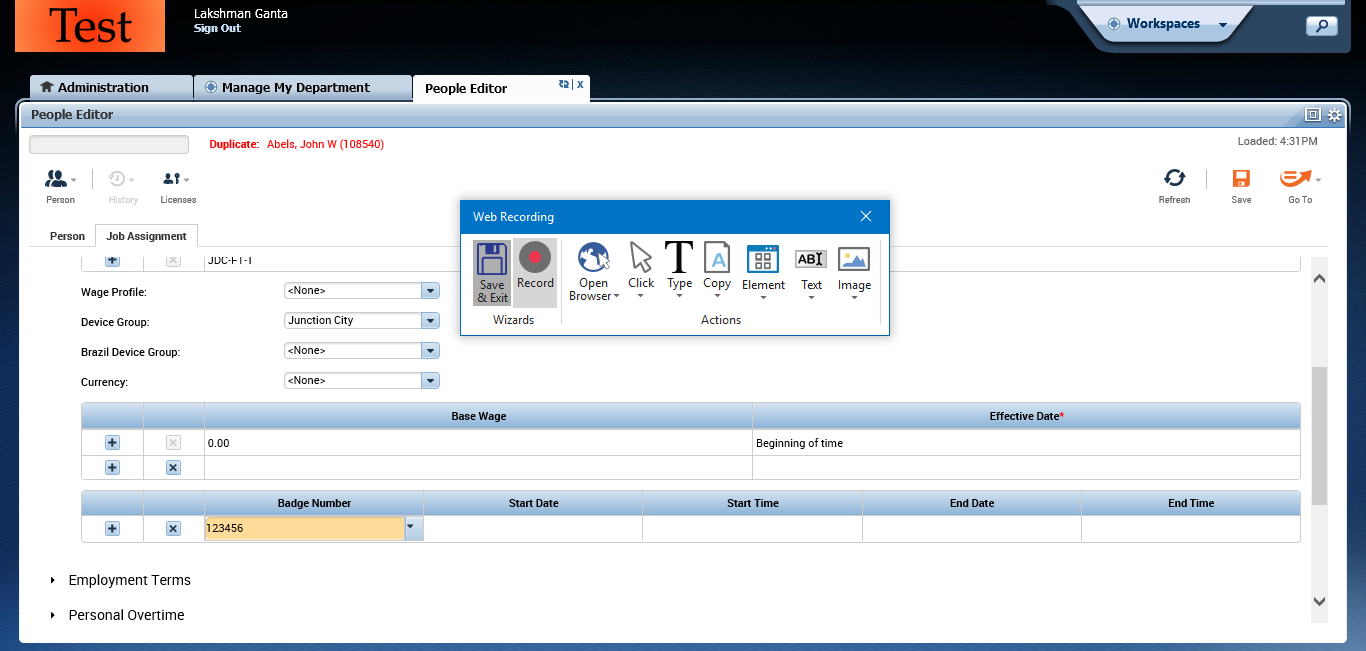 Test
Lakshman Ganta
Sign Out
Workspaces
Administration
Manage My Department
People Editor
X
People Editor
Duplicate: Abels, John W (108540)
Loaded: 4:31PM
Person
History
Licenses
Refresh
Save
Go To
Person
Job Assignment
JDC-FT-1
Wage Profile: <None>
Device Group: Junction City
Brazil Device Group: <None>
Currency: <None>
Web Recording
Save & Exit
Record
Open Browser
Click
T
Type
A
Copy
Element
ABI
Text
Image
Wizards
Actions
Base Wage Effective Date*
0.00 Beginning of time
Badge Number Start Date Start Time End Date End Time
123456
Employment Terms
Personal Overtime